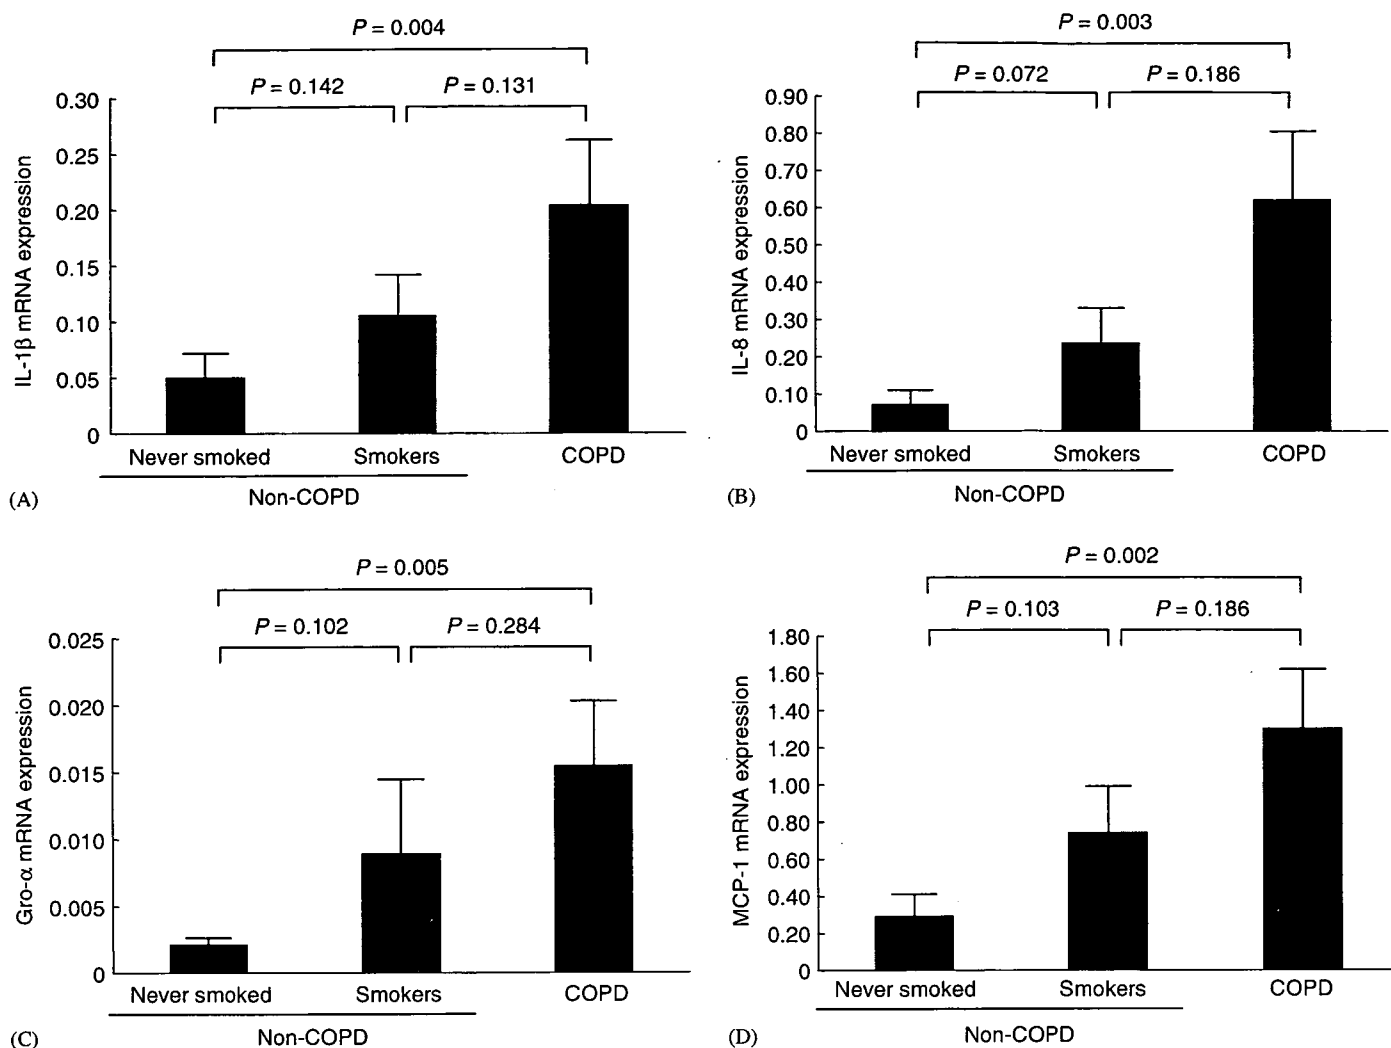 P = 0.004
P = 0.142
P = 0.131
IL-1β mRNA expression
0.30
0.25
0.20
0.15
0.10
0.05
0
Never smoked
Smokers
COPD
Non-COPD
(A)
P = 0.003
P = 0.072
P = 0.186
IL-8 mRNA expression
0.90
0.80
0.70
0.60
0.50
0.40
0.30
0.20
0.10
0
Never smoked
Smokers
COPD
Non-COPD
(B)
P = 0.005
P = 0.102
P = 0.284
Gro-α mRNA expression
0.025
0.020
0.015
0.010
0.005
0
Never smoked
Smokers
COPD
Non-COPD
(C)
P = 0.002
P = 0.103
P = 0.186
MCP-1 mRNA expression
1.80
1.60
1.40
1.20
1.00
0.80
0.60
0.40
0.20
0
Never smoked
Smokers
COPD
Non-COPD
(D)